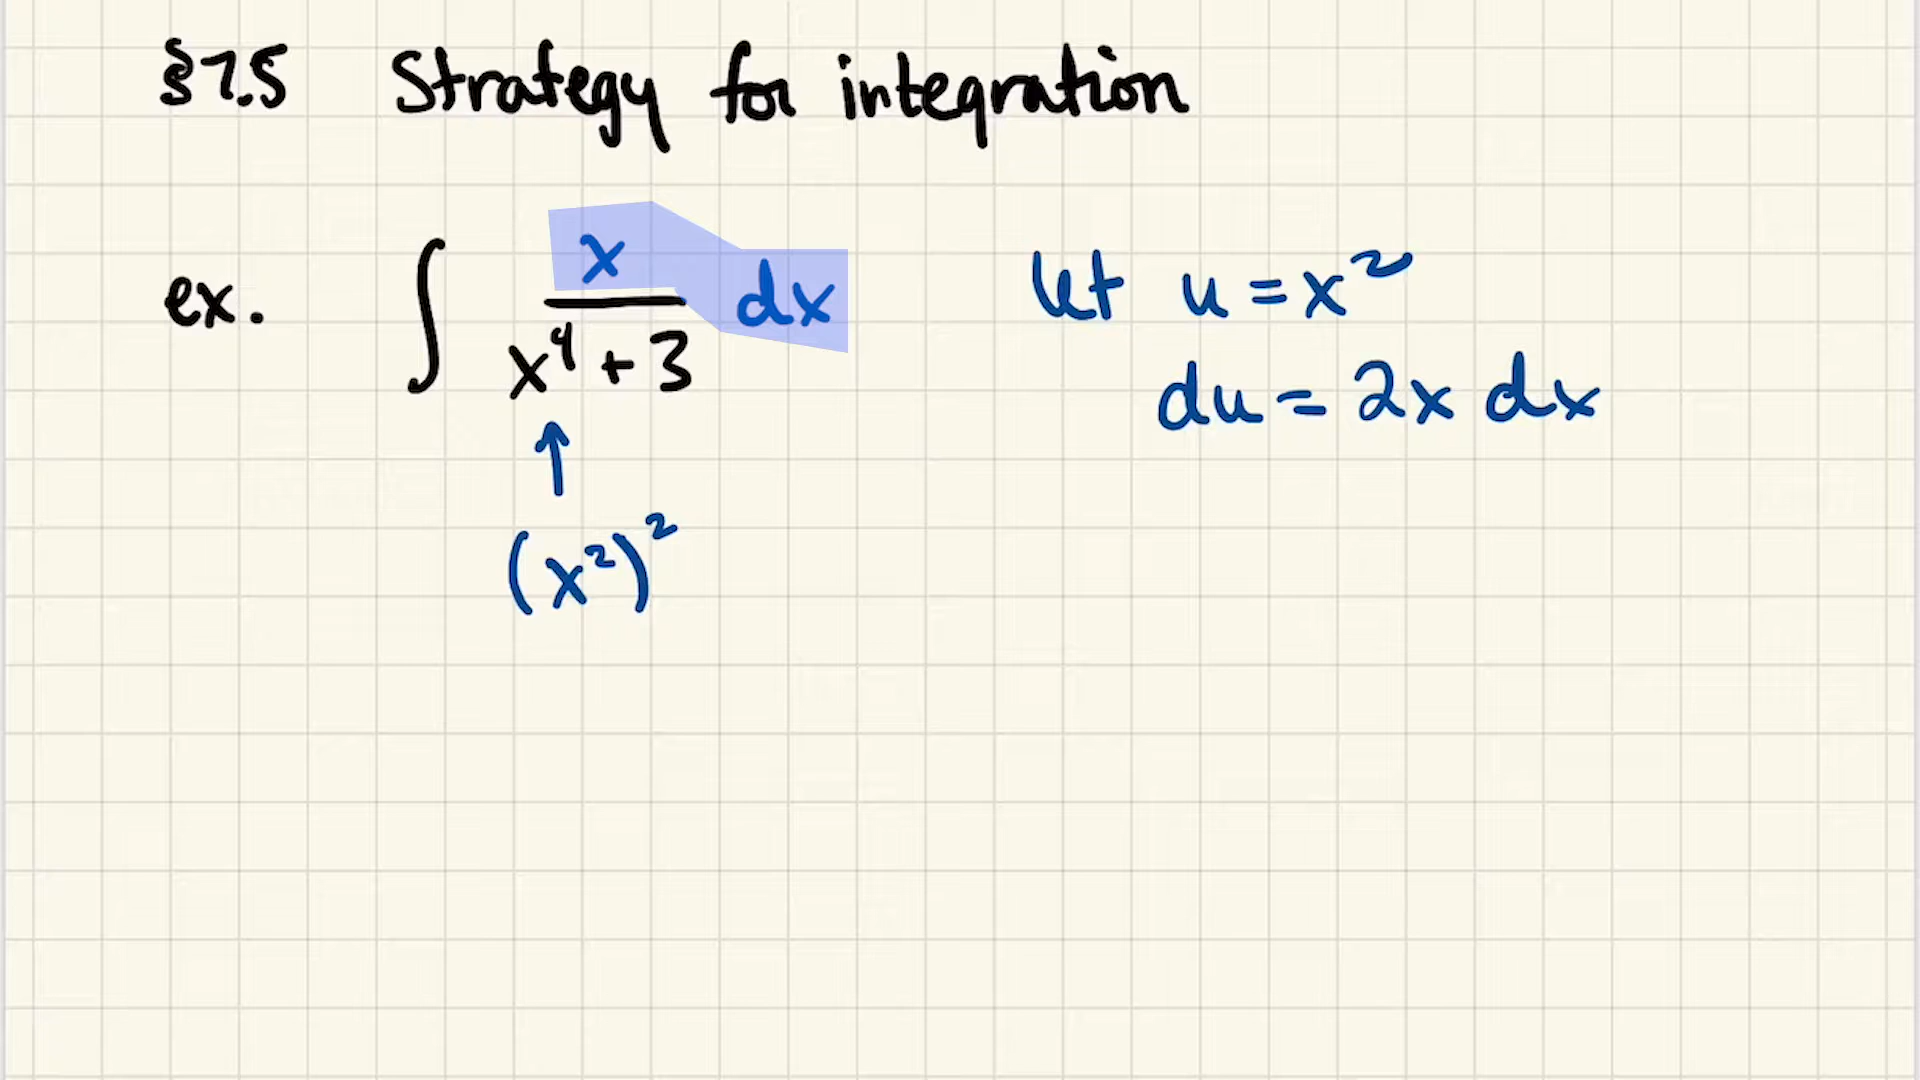 §7.5 Strategy for integration
ex. ∫ x/(x⁴+3) dx
let u = x²
du = 2x dx
↑
(x²)²